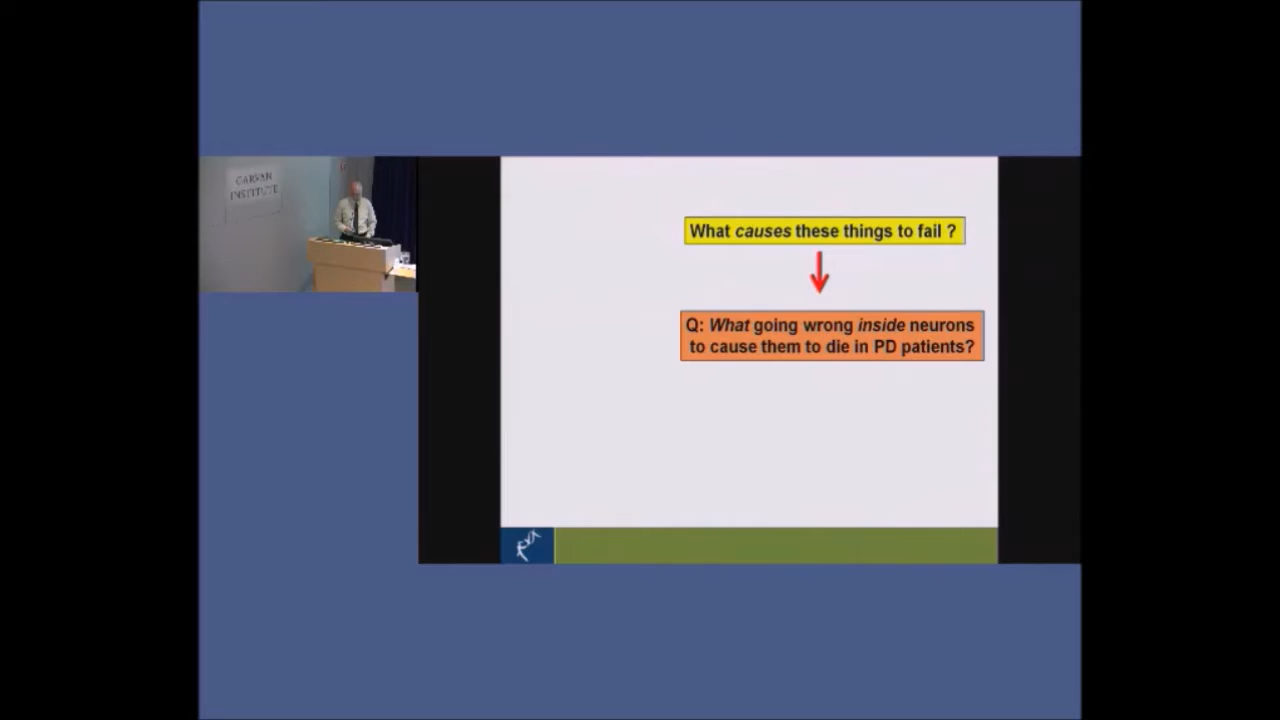 GARVAN
INSTITUTE
What causes these things to fail ?
Q: What going wrong inside neurons
to cause them to die in PD patients?